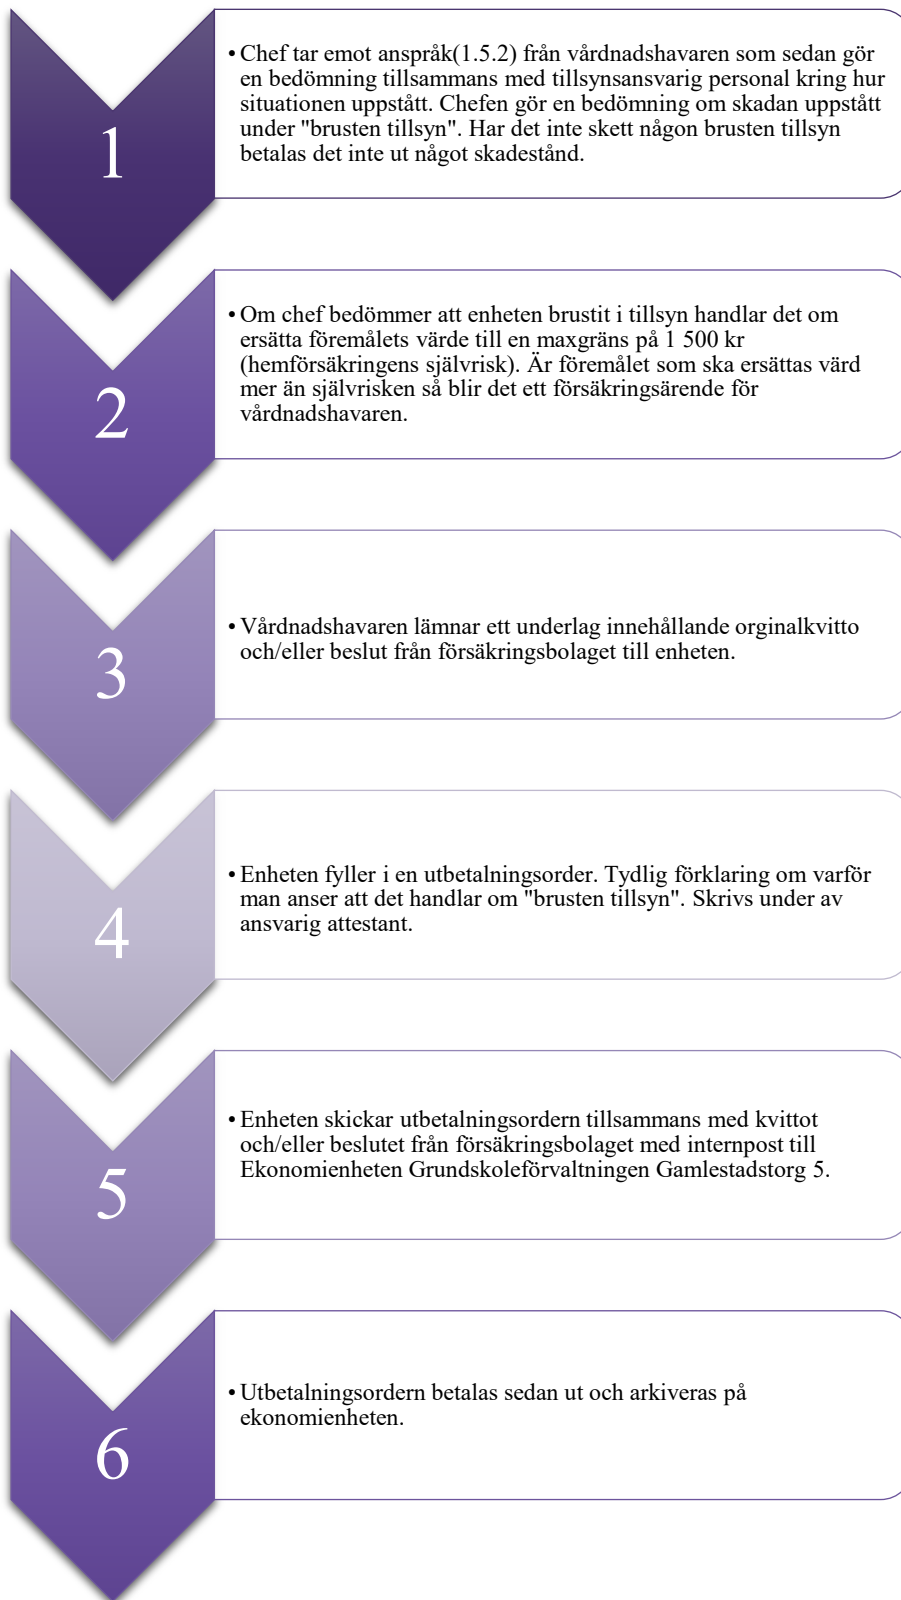 1
• Chef tar emot anspråk(1.5.2) från vårdnadshavaren som sedan gör
en bedömning tillsammans med tillsynsansvarig personal kring hur
situationen uppstått. Chefen gör en bedömning om skadan uppstått
under "brusten tillsyn". Har det inte skett någon brusten tillsyn
betalas det inte ut något skadestånd.
2
• Om chef bedömmer att enheten brustit i tillsyn handlar det om
ersätta föremålets värde till en maxgräns på 1 500 kr
(hemförsäkringens självrisk). Är föremålet som ska ersättas värd
mer än självrisken så blir det ett försäkringsärende för
vårdnadshavaren.
3
• Vårdnadshavaren lämnar ett underlag innehållande orginalkvitto
och/eller beslut från försäkringsbolaget till enheten.
4
• Enheten fyller i en utbetalningsorder. Tydlig förklaring om varför
man anser att det handlar om "brusten tillsyn". Skrivs under av
ansvarig attestant.
5
• Enheten skickar utbetalningsordern tillsammans med kvittot
och/eller beslutet från försäkringsbolaget med internpost till
Ekonomienheten Grundskoleförvaltningen Gamlestadstorg 5.
6
• Utbetalningsordern betalas sedan ut och arkiveras på
ekonomienheten.